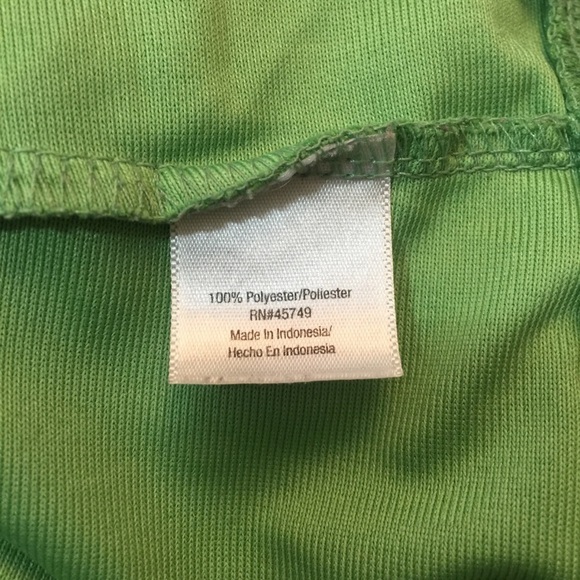 100% Polyester/Poliester
RN#45749
Made In Indonesia/
Hecho En Indonesia